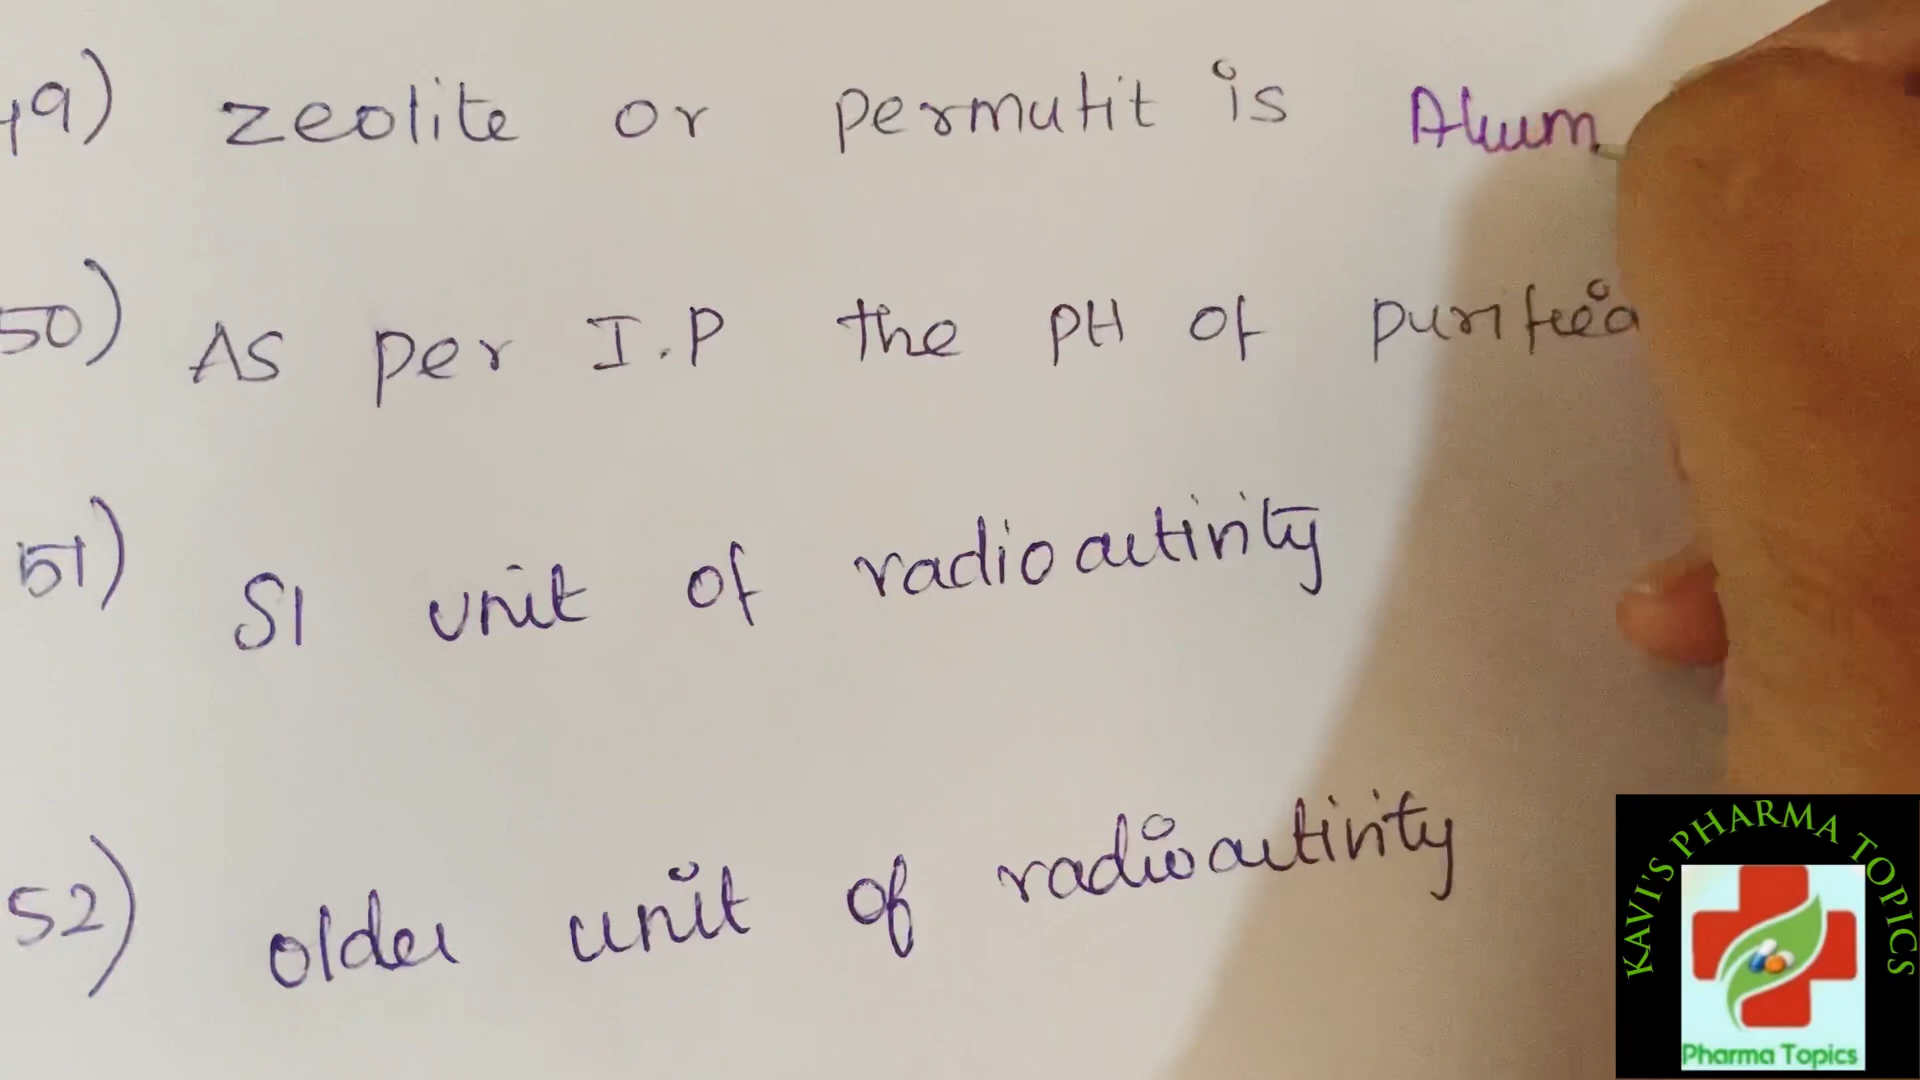 49) zeolite or permutit is Alum
50) As per I.P the PH of purified
51) SI unit of radioactivity
52) older unit of radioactivity
KAVI'S PHARMA TOPICS
Pharma Topics